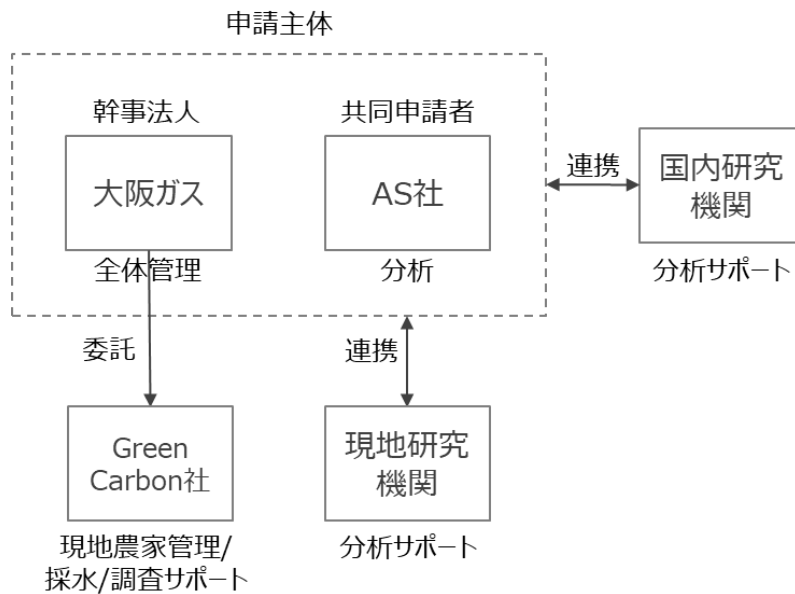 申請主体
幹事法人
共同申請者
大阪ガス
AS社
連携
国内研究
機関
全体管理
分析
分析サポート
委託
連携
Green
Carbon社
現地研究
機関
現地農家管理/
採水/調査サポート
分析サポート